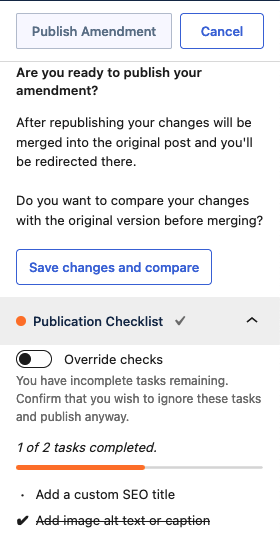 Publish Amendment
Cancel
Are you ready to publish your
amendment?
After republishing your changes will be
merged into the original post and you'll
be redirected there.
Do you want to compare your changes
with the original version before merging?
Save changes and compare
Publication Checklist
Override checks
You have incomplete tasks remaining.
Confirm that you wish to ignore these tasks
and publish anyway.
1 of 2 tasks completed.
· Add a custom SEO title
✔ Add image alt text or caption